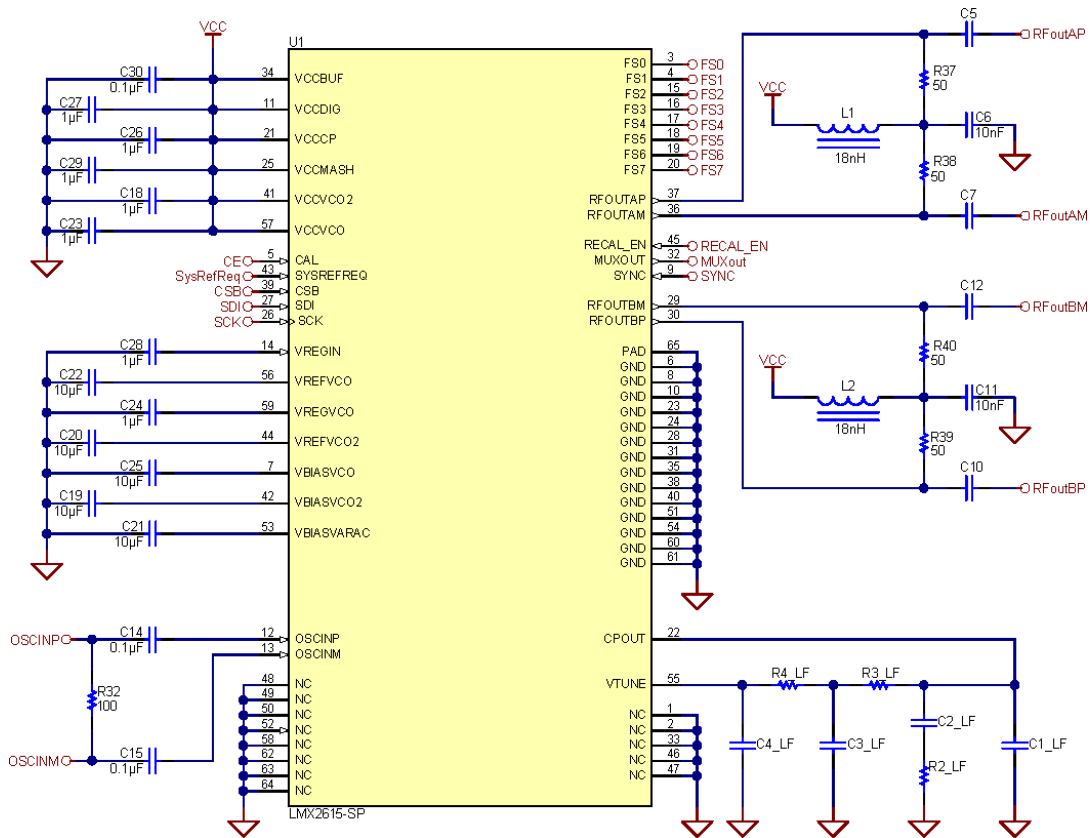 VCC
U1
C30
0.1µF
34
VCCBUF
C27
1µF
11
VCCDIG
C26
1µF
21
VCCCP
C29
1µF
25
VCCMASH
C18
1µF
41
VCCVCO2
C23
1µF
57
VCCVCO
CE
5
CAL
SysRefReq
43
SYSREFREQ
CSB
39
CSB
SDI
27
SDI
SCK
26
SCK
C28
1µF
14
VREGIN
C22
10µF
56
VREFVCO
C24
1µF
59
VREGVCO
C20
10µF
44
VREFVCO2
C25
10µF
7
VBIASVCO
C19
10µF
42
VBIASVCO2
C21
10µF
53
VBIASVARAC
OSCINP
C14
0.1µF
12
OSCINP
13
OSCINM
R32
100
OSCINM
C15
0.1µF
48
NC
49
NC
50
NC
52
NC
58
NC
62
NC
63
NC
64
NC
LMX2615-SP
FS0
3
FS0
FS1
4
FS1
FS2
15
FS2
FS3
16
FS3
FS4
17
FS4
FS5
18
FS5
FS6
19
FS6
FS7
20
FS7
RFOUTAP
37
RFOUTAM
36
RECAL_EN
45
RECAL_EN
MUXOUT
32
MUXout
SYNC
9
SYNC
RFOUTBM
29
RFOUTBP
30
PAD
65
GND
6
GND
8
GND
10
GND
23
GND
24
GND
28
GND
31
GND
35
GND
38
GND
40
GND
51
GND
54
GND
60
GND
61
CPOUT
22
VTUNE
55
NC
1
NC
2
NC
33
NC
46
NC
47
C5
RFoutAP
R37
50
VCC
L1
18nH
C6
10nF
R38
50
C7
RFoutAM
C12
RFoutBM
R40
50
VCC
L2
18nH
C11
10nF
R39
50
C10
RFoutBP
R4_LF
R3_LF
C4_LF
C3_LF
C2_LF
R2_LF
C1_LF